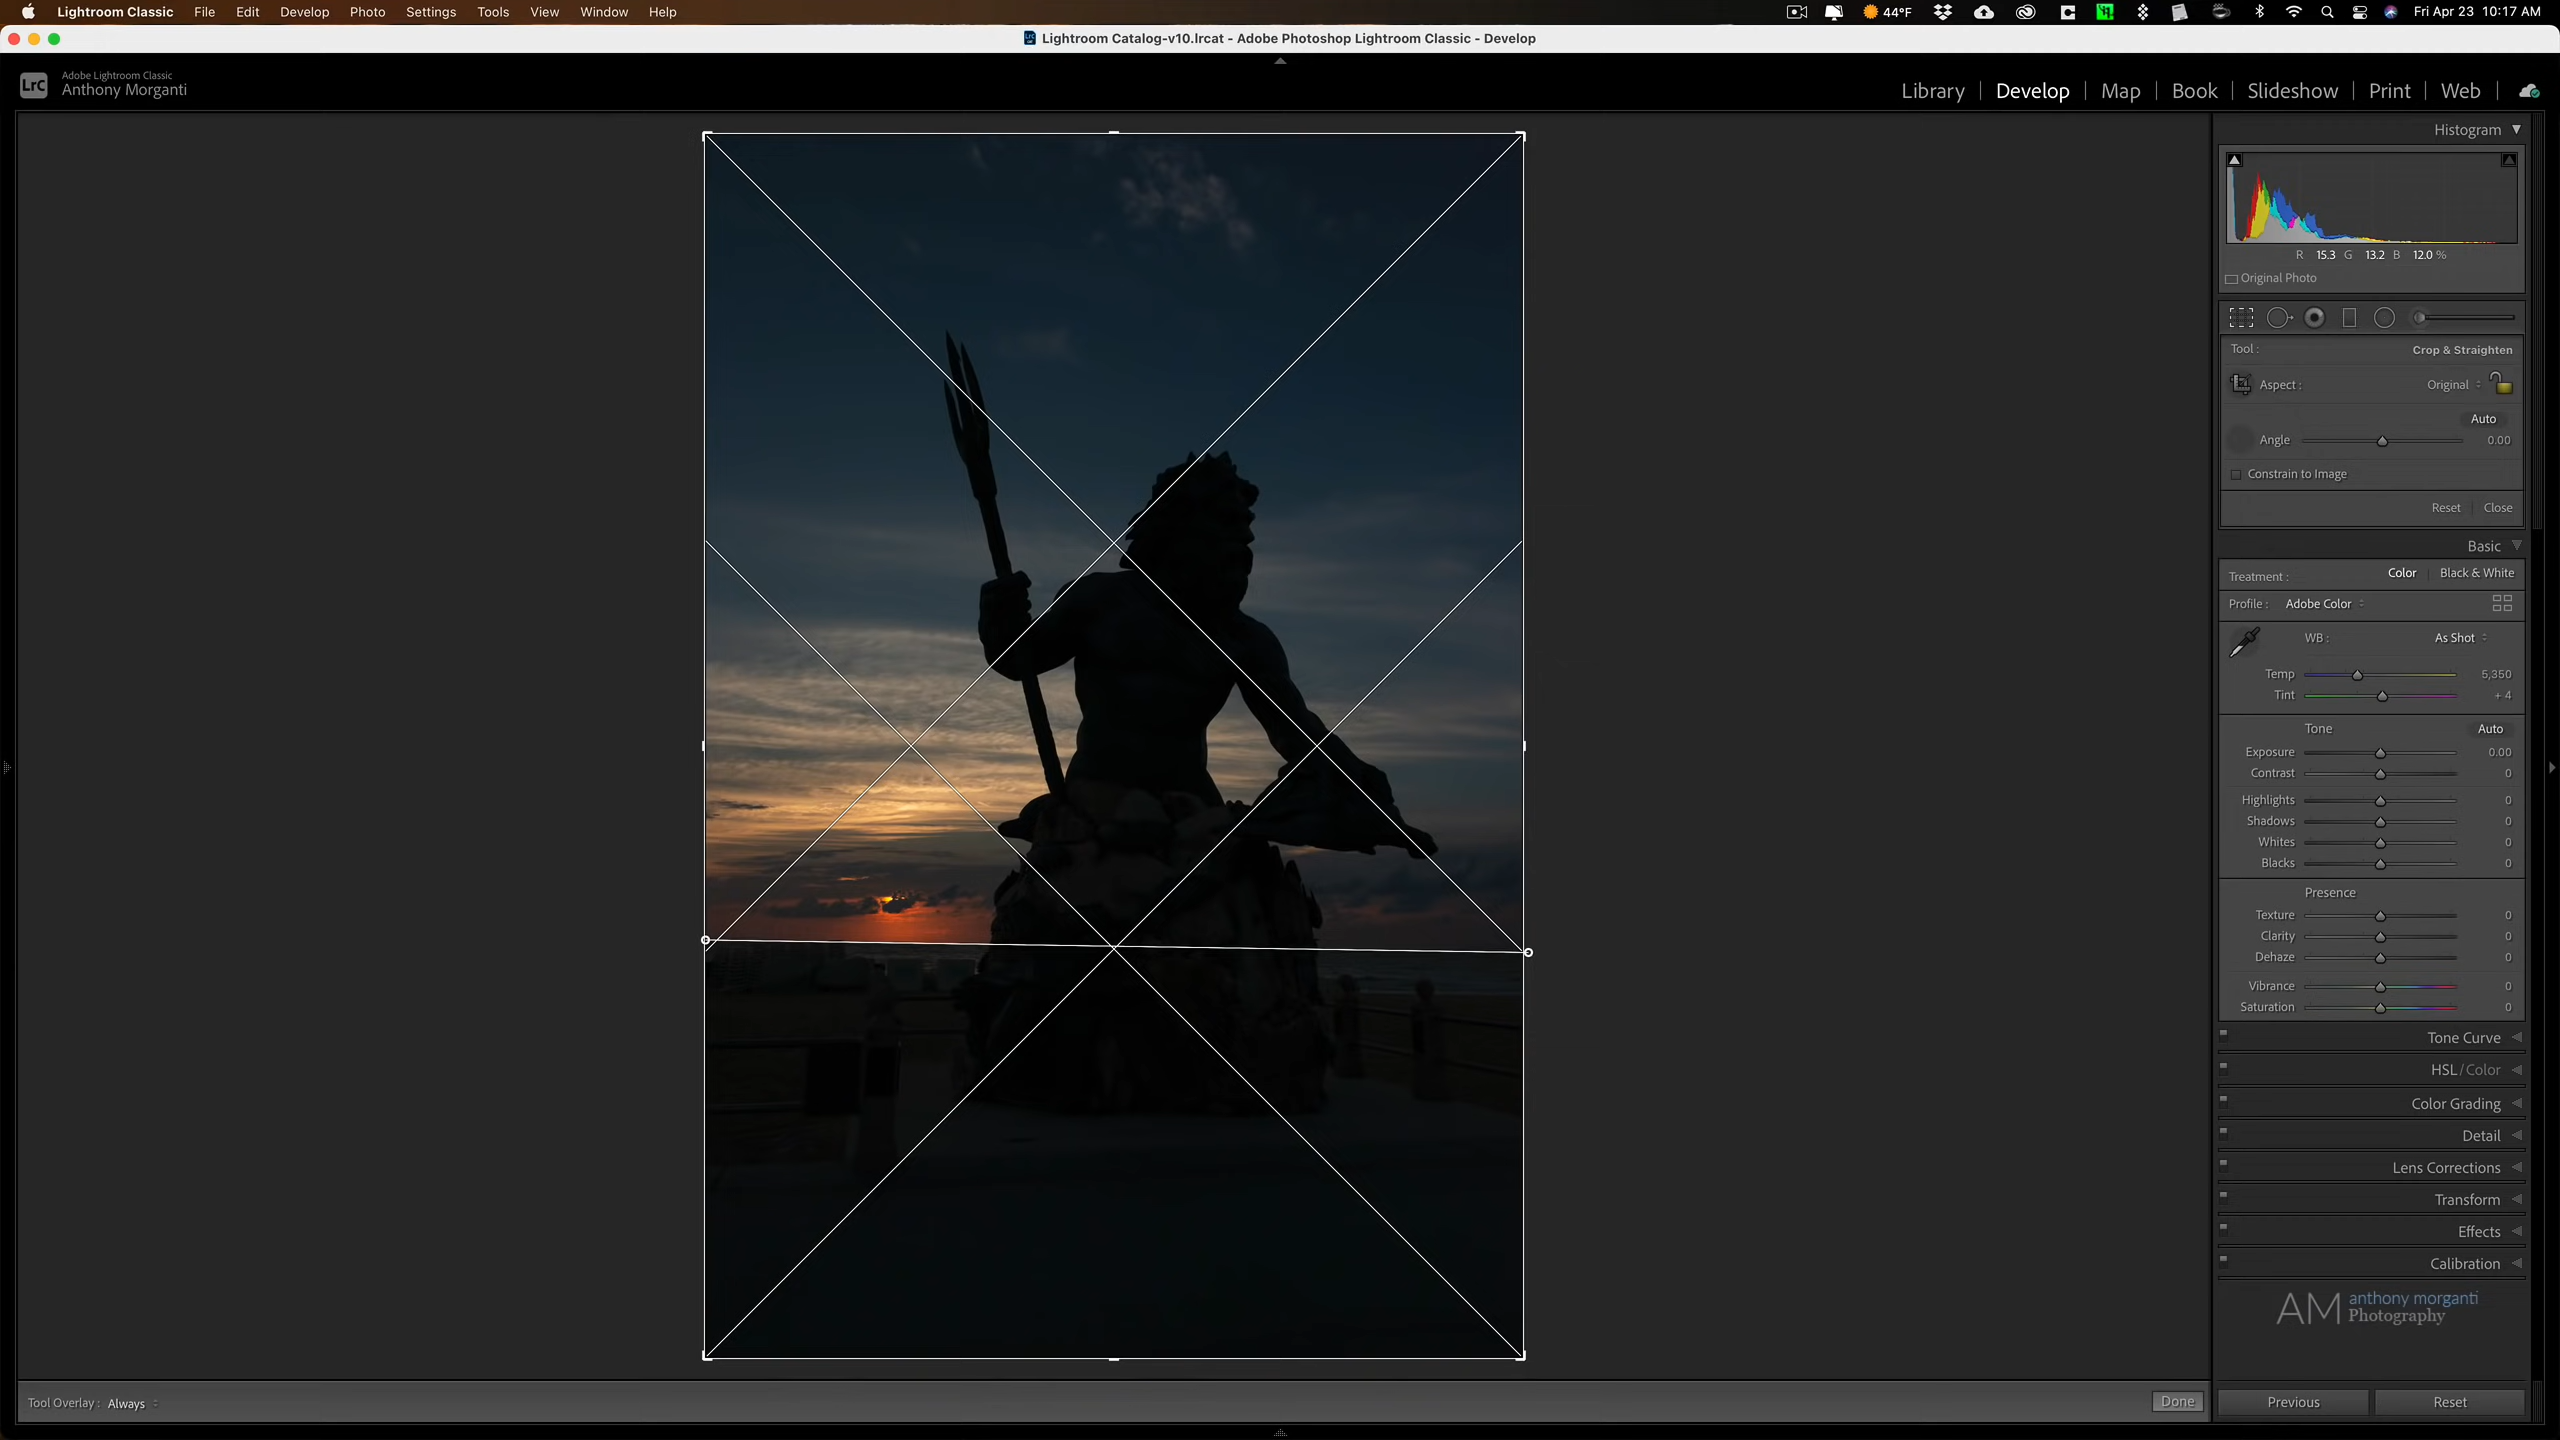 Lightroom Classic File Edit Develop Photo Settings Tools View Window Help 44°F Fri Apr 23 10:17 AM
Lightroom Catalog-v10.lrcat - Adobe Photoshop Lightroom Classic - Develop
LrC
Adobe Lightroom Classic
Anthony Morganti
Library | Develop | Map | Book | Slideshow | Print | Web
Histogram
R 15.3 G 13.2 B 12.0 %
Original Photo
Tool : Crop & Straighten
Aspect : Original
Auto
Angle 0.00
Constrain to Image
Reset Close
Basic
Treatment : Color Black & White
Profile : Adobe Color
WB : As Shot
Temp 5,350
Tint + 4
Tone Auto
Exposure 0.00
Contrast 0
Highlights 0
Shadows 0
Whites 0
Blacks 0
Presence
Texture 0
Clarity 0
Dehaze 0
Vibrance 0
Saturation 0
Tone Curve
HSL / Color
Color Grading
Detail
Lens Corrections
Transform
Effects
Calibration
AM anthony morganti
Photography
Tool Overlay : Always Done Previous Reset